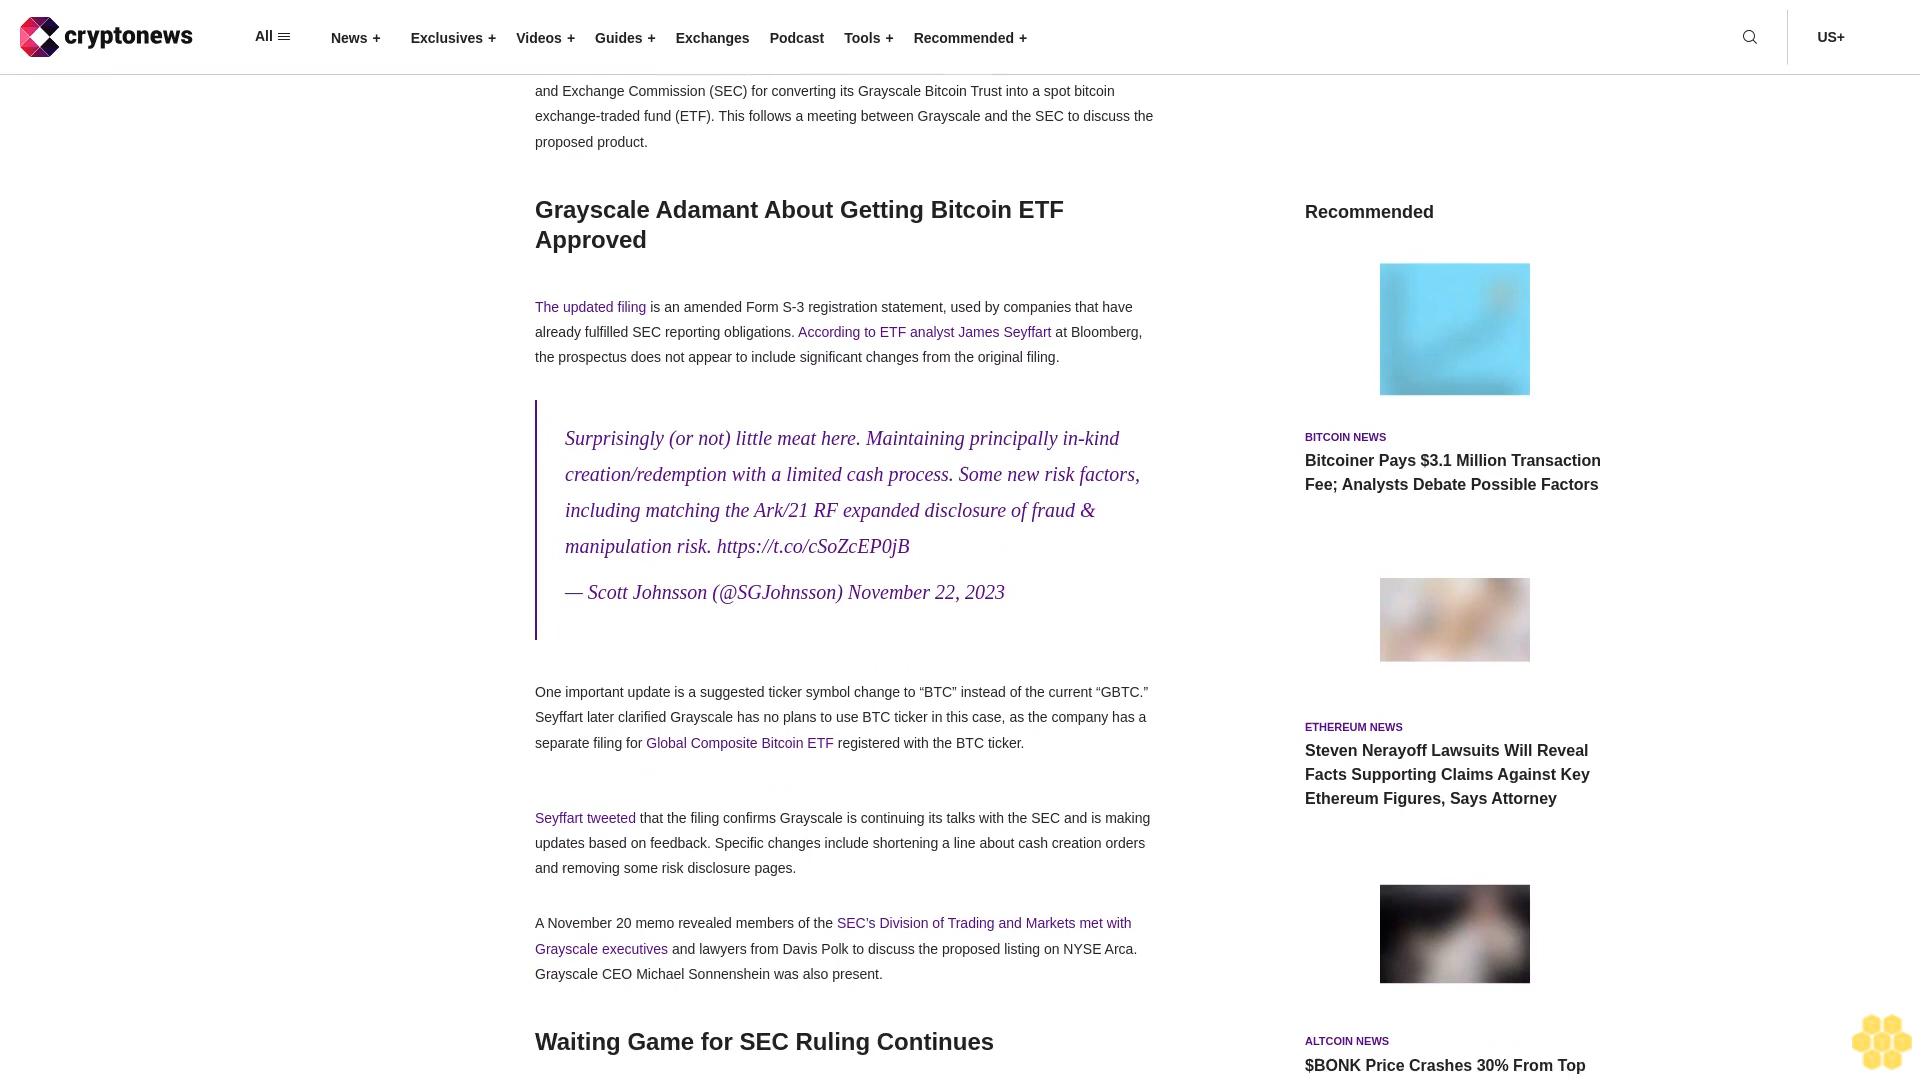 cryptonews
All
News +
Exclusives +
Videos +
Guides +
Exchanges
Podcast
Tools +
Recommended +
US+
and Exchange Commission (SEC) for converting its Grayscale Bitcoin Trust into a spot bitcoin
exchange-traded fund (ETF). This follows a meeting between Grayscale and the SEC to discuss the
proposed product.
Grayscale Adamant About Getting Bitcoin ETF
Approved
The updated filing is an amended Form S-3 registration statement, used by companies that have
already fulfilled SEC reporting obligations. According to ETF analyst James Seyffart at Bloomberg,
the prospectus does not appear to include significant changes from the original filing.
Surprisingly (or not) little meat here. Maintaining principally in-kind
creation/redemption with a limited cash process. Some new risk factors,
including matching the Ark/21 RF expanded disclosure of fraud &
manipulation risk. https://t.co/cSoZcEP0jB
— Scott Johnsson (@SGJohnsson) November 22, 2023
One important update is a suggested ticker symbol change to “BTC” instead of the current “GBTC.”
Seyffart later clarified Grayscale has no plans to use BTC ticker in this case, as the company has a
separate filing for Global Composite Bitcoin ETF registered with the BTC ticker.
Seyffart tweeted that the filing confirms Grayscale is continuing its talks with the SEC and is making
updates based on feedback. Specific changes include shortening a line about cash creation orders
and removing some risk disclosure pages.
A November 20 memo revealed members of the SEC’s Division of Trading and Markets met with
Grayscale executives and lawyers from Davis Polk to discuss the proposed listing on NYSE Arca.
Grayscale CEO Michael Sonnenshein was also present.
Waiting Game for SEC Ruling Continues
Recommended
BITCOIN NEWS
Bitcoiner Pays $3.1 Million Transaction
Fee; Analysts Debate Possible Factors
ETHEREUM NEWS
Steven Nerayoff Lawsuits Will Reveal
Facts Supporting Claims Against Key
Ethereum Figures, Says Attorney
ALTCOIN NEWS
$BONK Price Crashes 30% From Top